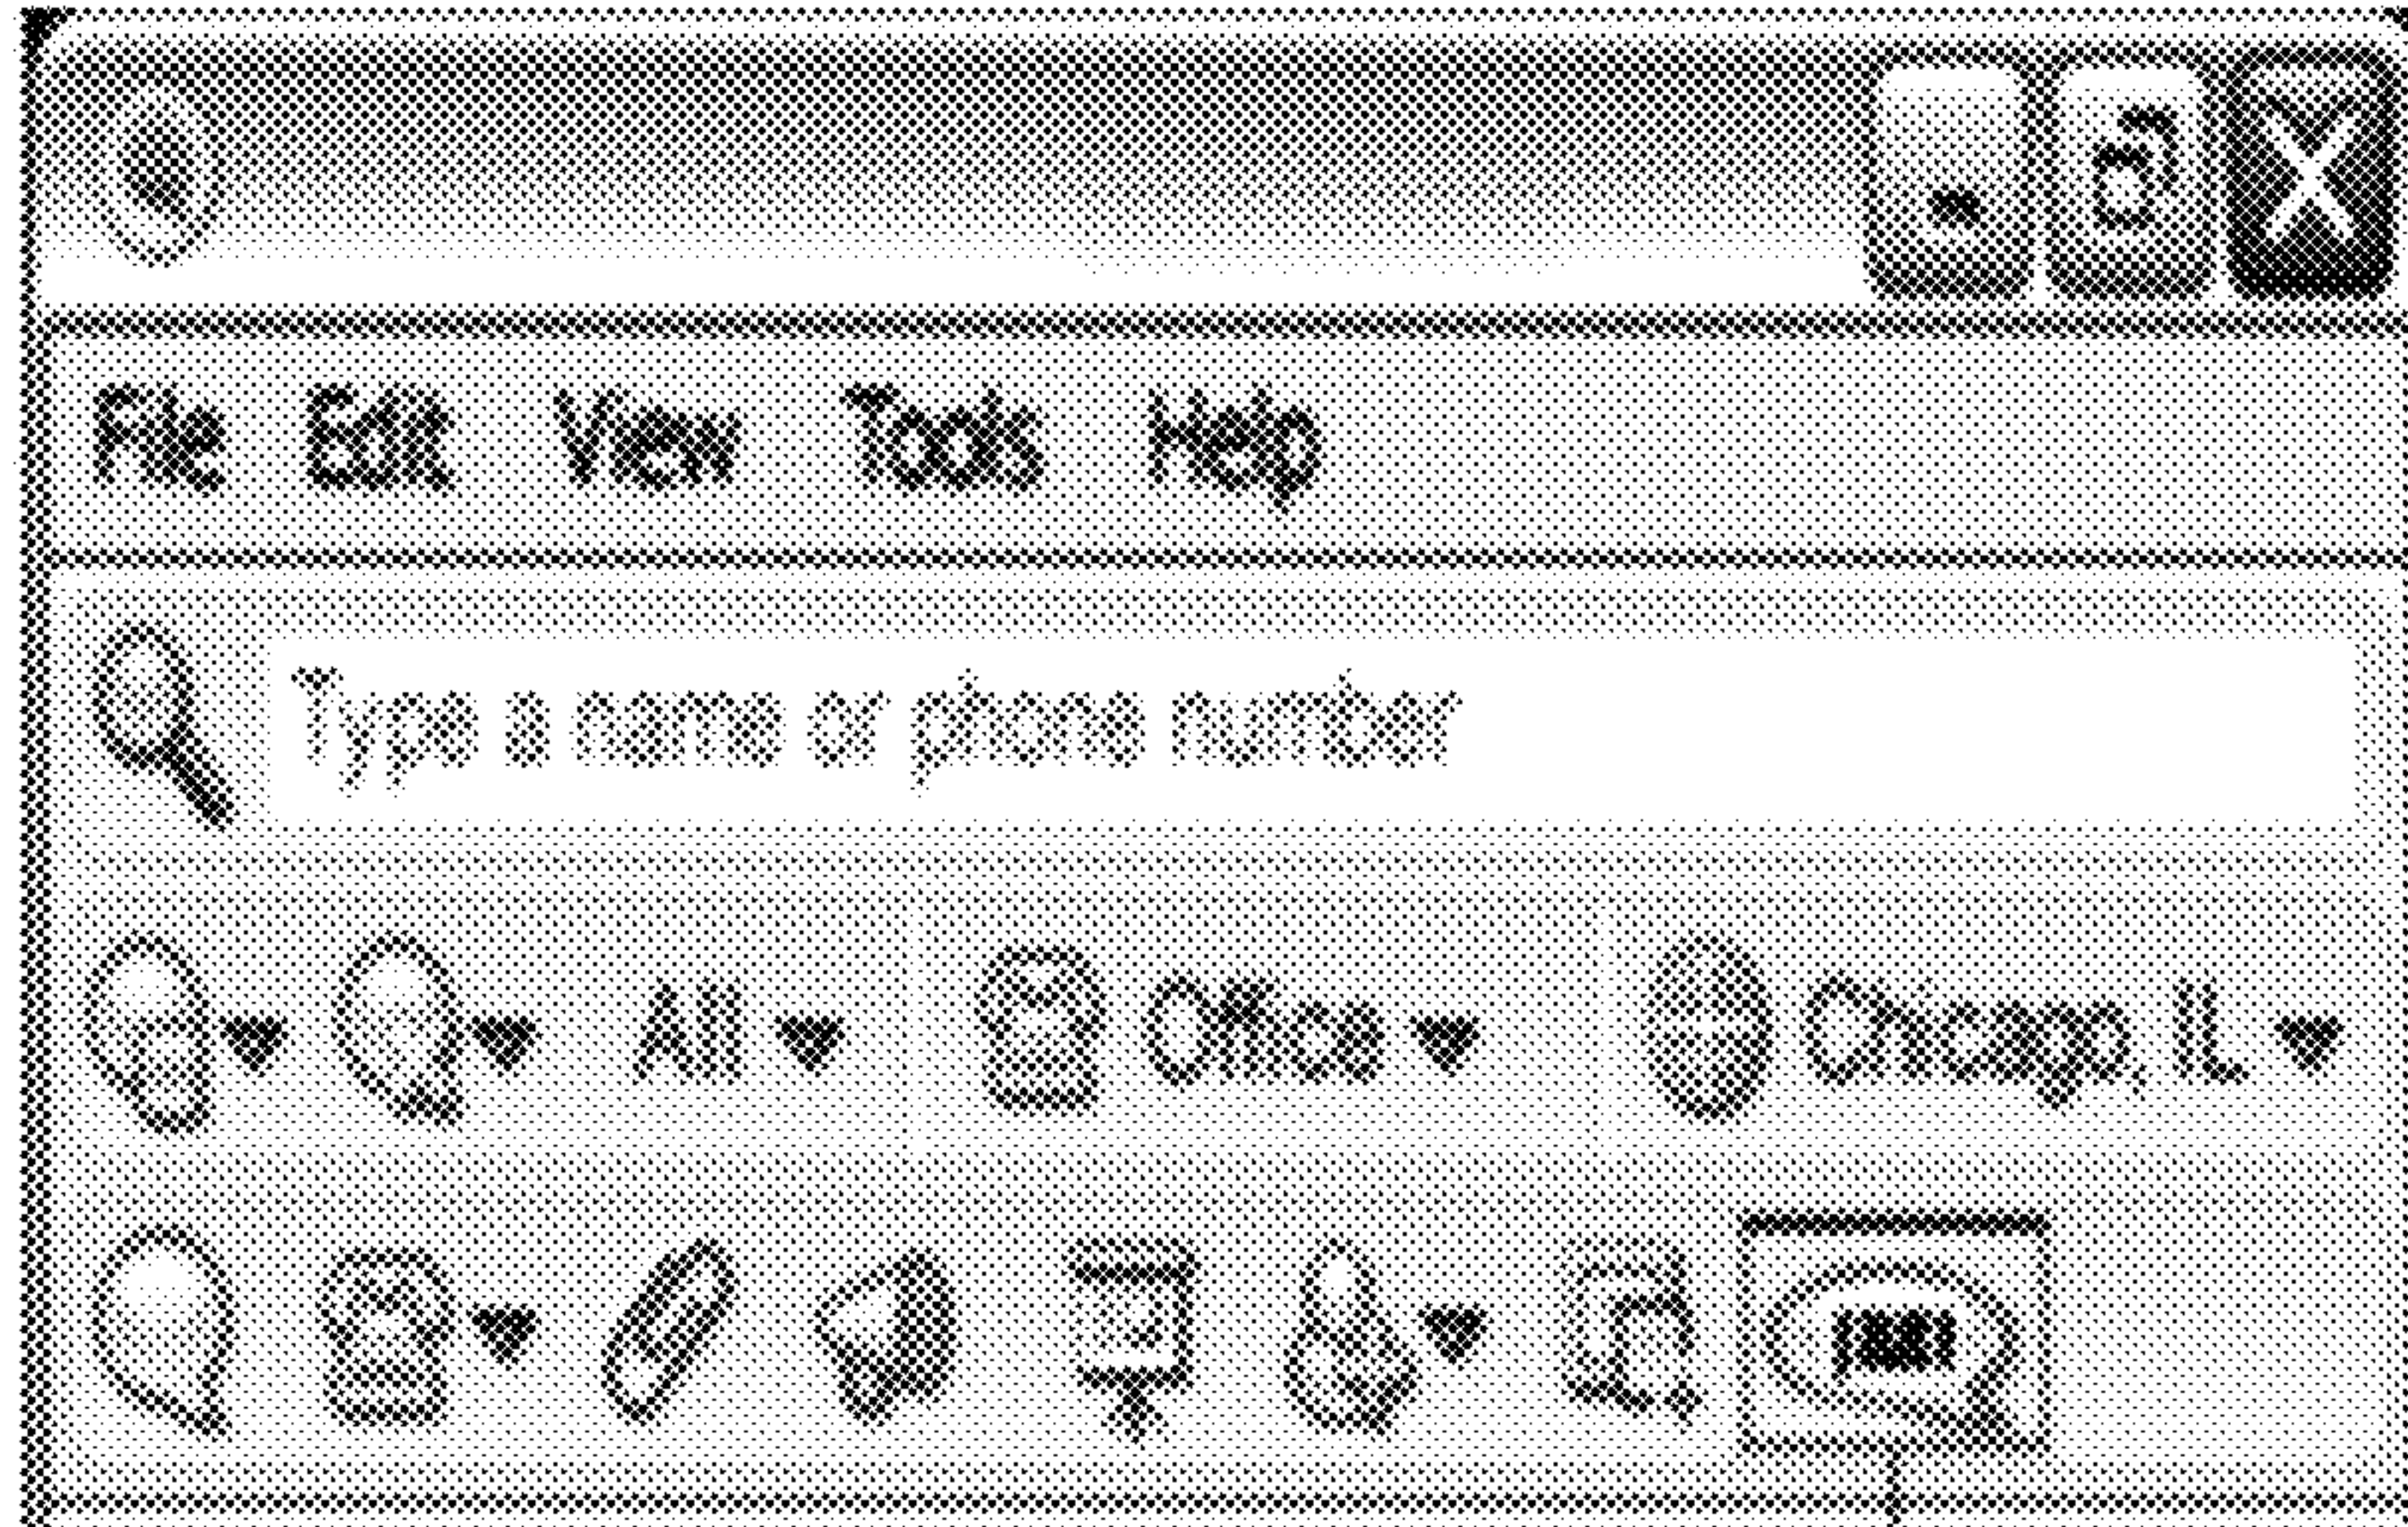 File Edit View Tools Help
Type a name or phone number
All Office Chicago, IL